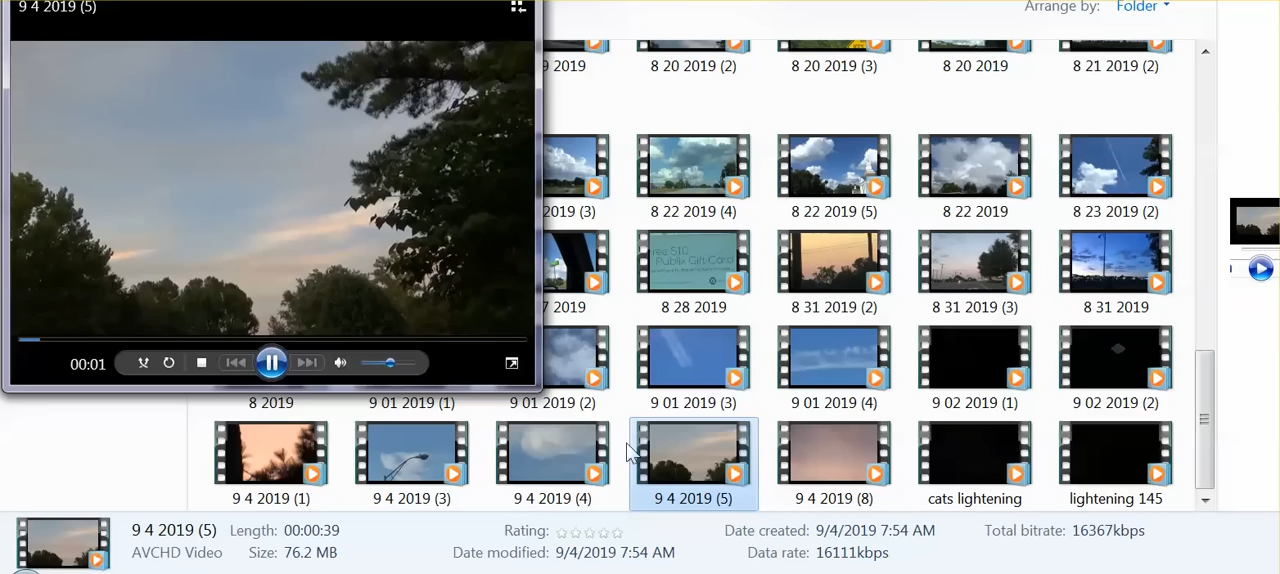 9 4 2019 (5)
Arrange by: Folder
9 2019
8 20 2019 (2)
8 20 2019 (3)
8 20 2019
8 21 2019 (2)
2019 (3)
8 22 2019 (4)
8 22 2019 (5)
8 22 2019
8 23 2019 (2)
ree $10
Publix Gift Card
7 2019
8 28 2019
8 31 2019 (2)
8 31 2019 (3)
8 31 2019
00:01
8 2019
9 01 2019 (1)
9 01 2019 (2)
9 01 2019 (3)
9 01 2019 (4)
9 02 2019 (1)
9 02 2019 (2)
9 4 2019 (1)
9 4 2019 (3)
9 4 2019 (4)
9 4 2019 (5)
9 4 2019 (8)
cats lightening
lightening 145
9 4 2019 (5) Length: 00:00:39 Rating: Date created: 9/4/2019 7:54 AM Total bitrate: 16367kbps
AVCHD Video Size: 76.2 MB Date modified: 9/4/2019 7:54 AM Data rate: 16111kbps